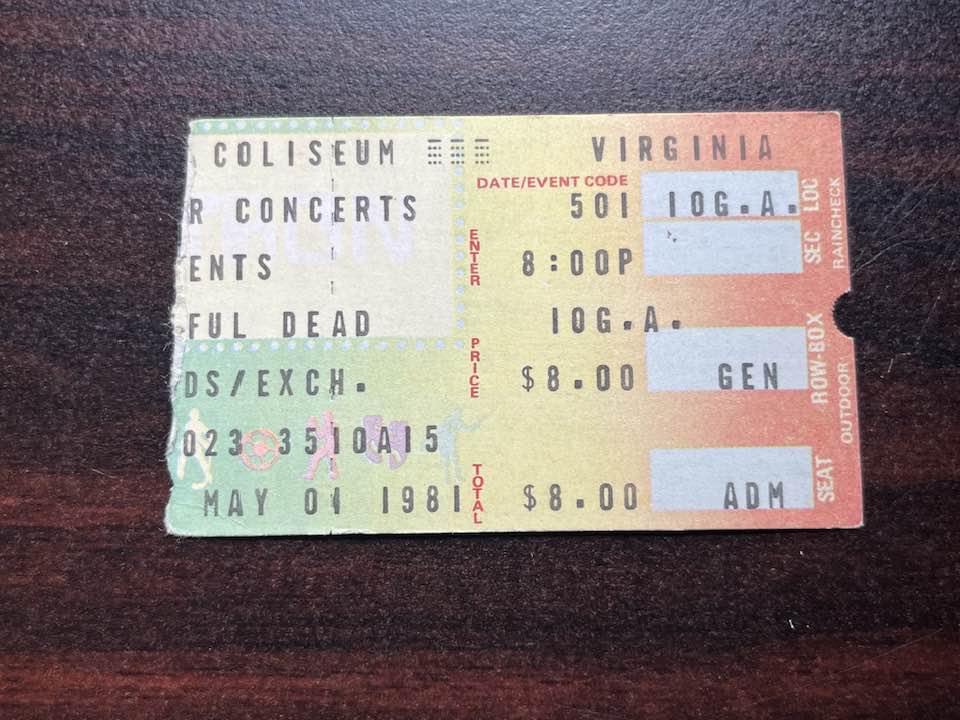 COLISEUM VIRGINIA
DATE/EVENT CODE
R CONCERTS 501 10G.A.
ENTS 8:00P
FUL DEAD 10G.A.
DS/EXCH. $8.00 GEN
023 3510A15
MAY 01 1981 $8.00 ADM
ENTER
PRICE
TOTAL
SEC LOC
ROW-BOX
SEAT
RAINCHECK
OUTDOOR